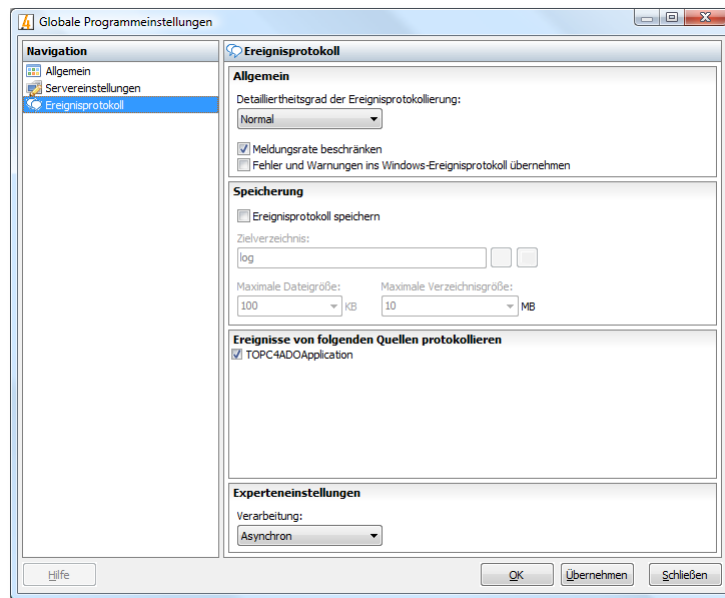 Globale Programmeinstellungen
Navigation
Allgemein
Servereinstellungen
Ereignisprotokoll
Ereignisprotokoll
Allgemein
Detailliertheitsgrad der Ereignisprotokollierung:
Normal
Meldungsrate beschränken
Fehler und Warnungen ins Windows-Ereignisprotokoll übernehmen
Speicherung
Ereignisprotokoll speichern
Zielverzeichnis:
log
Maximale Dateigröße: Maximale Verzeichnisgröße:
100 KB 10 MB
Ereignisse von folgenden Quellen protokollieren
TOPC4ADOApplication
Experteneinstellungen
Verarbeitung:
Asynchron
Hilfe OK Übernehmen Schließen